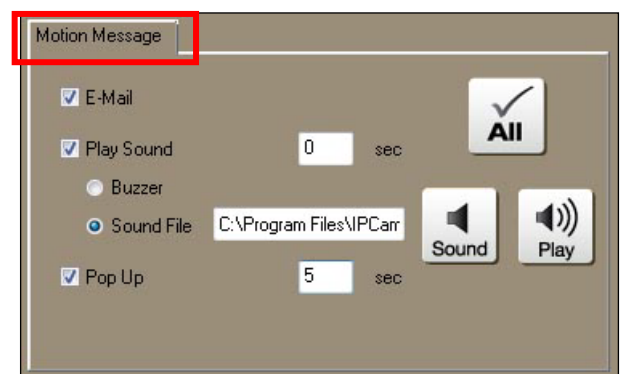 Motion Message
E-Mail
All
Play Sound 0 sec
Buzzer
Sound File C:\Program Files\IPCam
Sound Play
Pop Up 5 sec